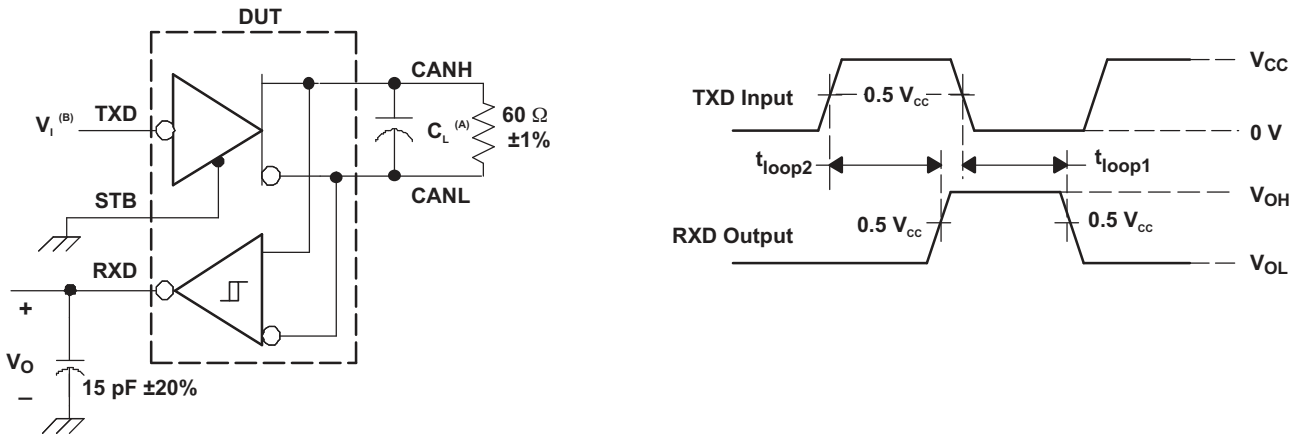 DUT
CANH
TXD
V_I (B)
C_L (A)
60 Ω
±1%
STB
CANL
RXD
+
V_O
–
15 pF ±20%
V_CC
TXD Input
0.5 V_CC
0 V
t_loop2
t_loop1
V_OH
RXD Output
0.5 V_CC
0.5 V_CC
V_OL